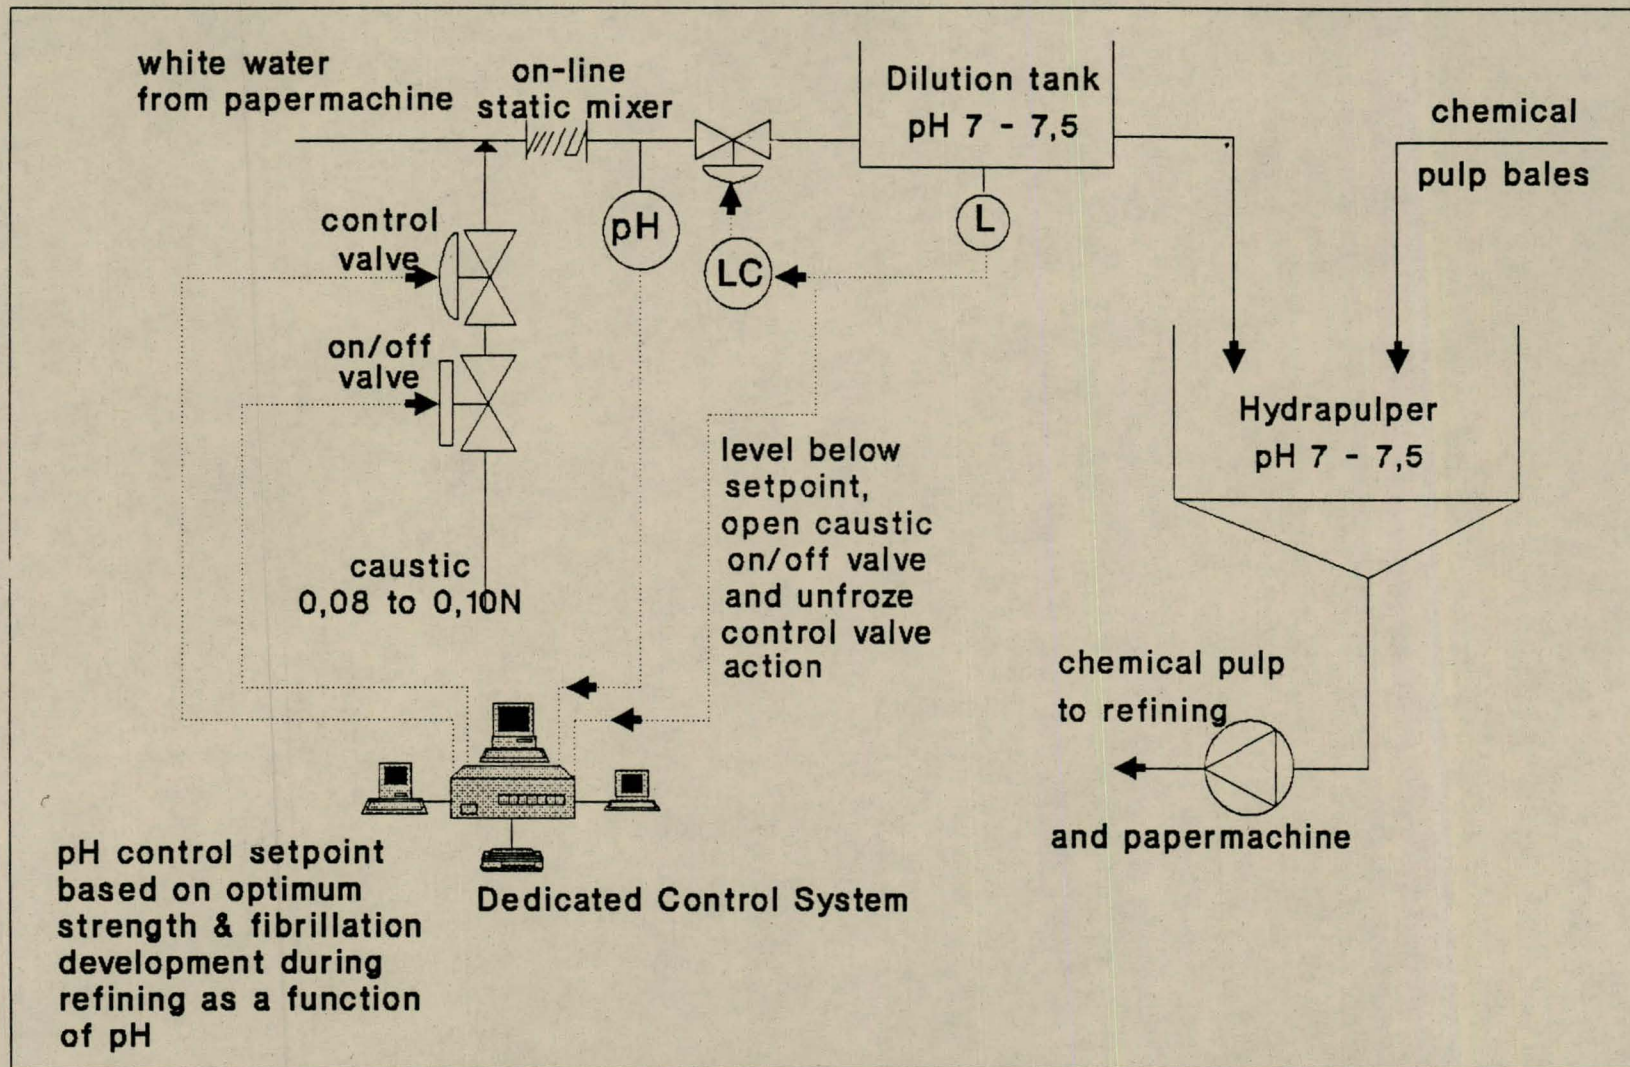 white water
from papermachine
on-line
static mixer
Dilution tank
pH 7 - 7,5
chemical
pulp bales
control
valve
pH
LC
L
on/off
valve
Hydrapulper
pH 7 - 7,5
level below
setpoint,
open caustic
on/off valve
and unfroze
control valve
action
caustic
0,08 to 0,10N
chemical pulp
to refining
and papermachine
pH control setpoint
based on optimum
strength & fibrillation
development during
refining as a function
of pH
Dedicated Control System